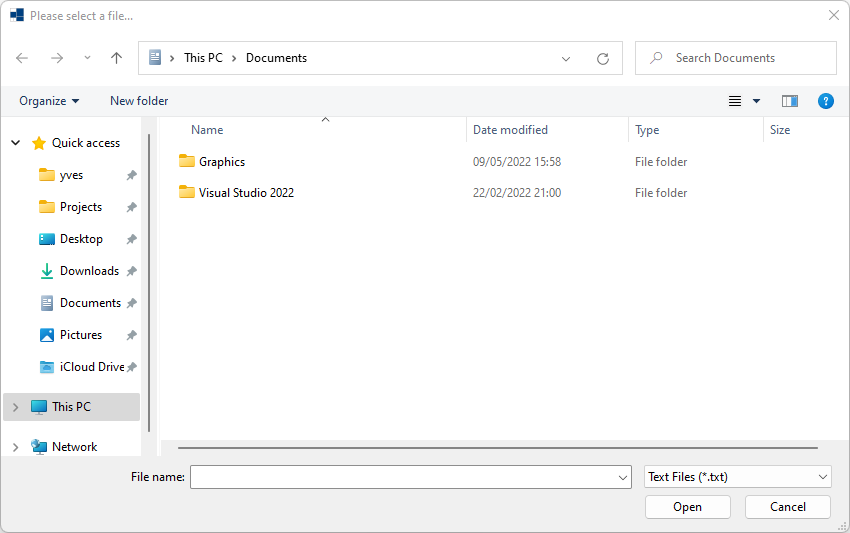 Please select a file...
This PC Documents
Search Documents
Organize New folder
Name Date modified Type Size
Quick access
yves
Projects
Desktop
Downloads
Documents
Pictures
iCloud Drive
This PC
Network
Graphics 09/05/2022 15:58 File folder
Visual Studio 2022 22/02/2022 21:00 File folder
File name: Text Files (*.txt)
Open Cancel